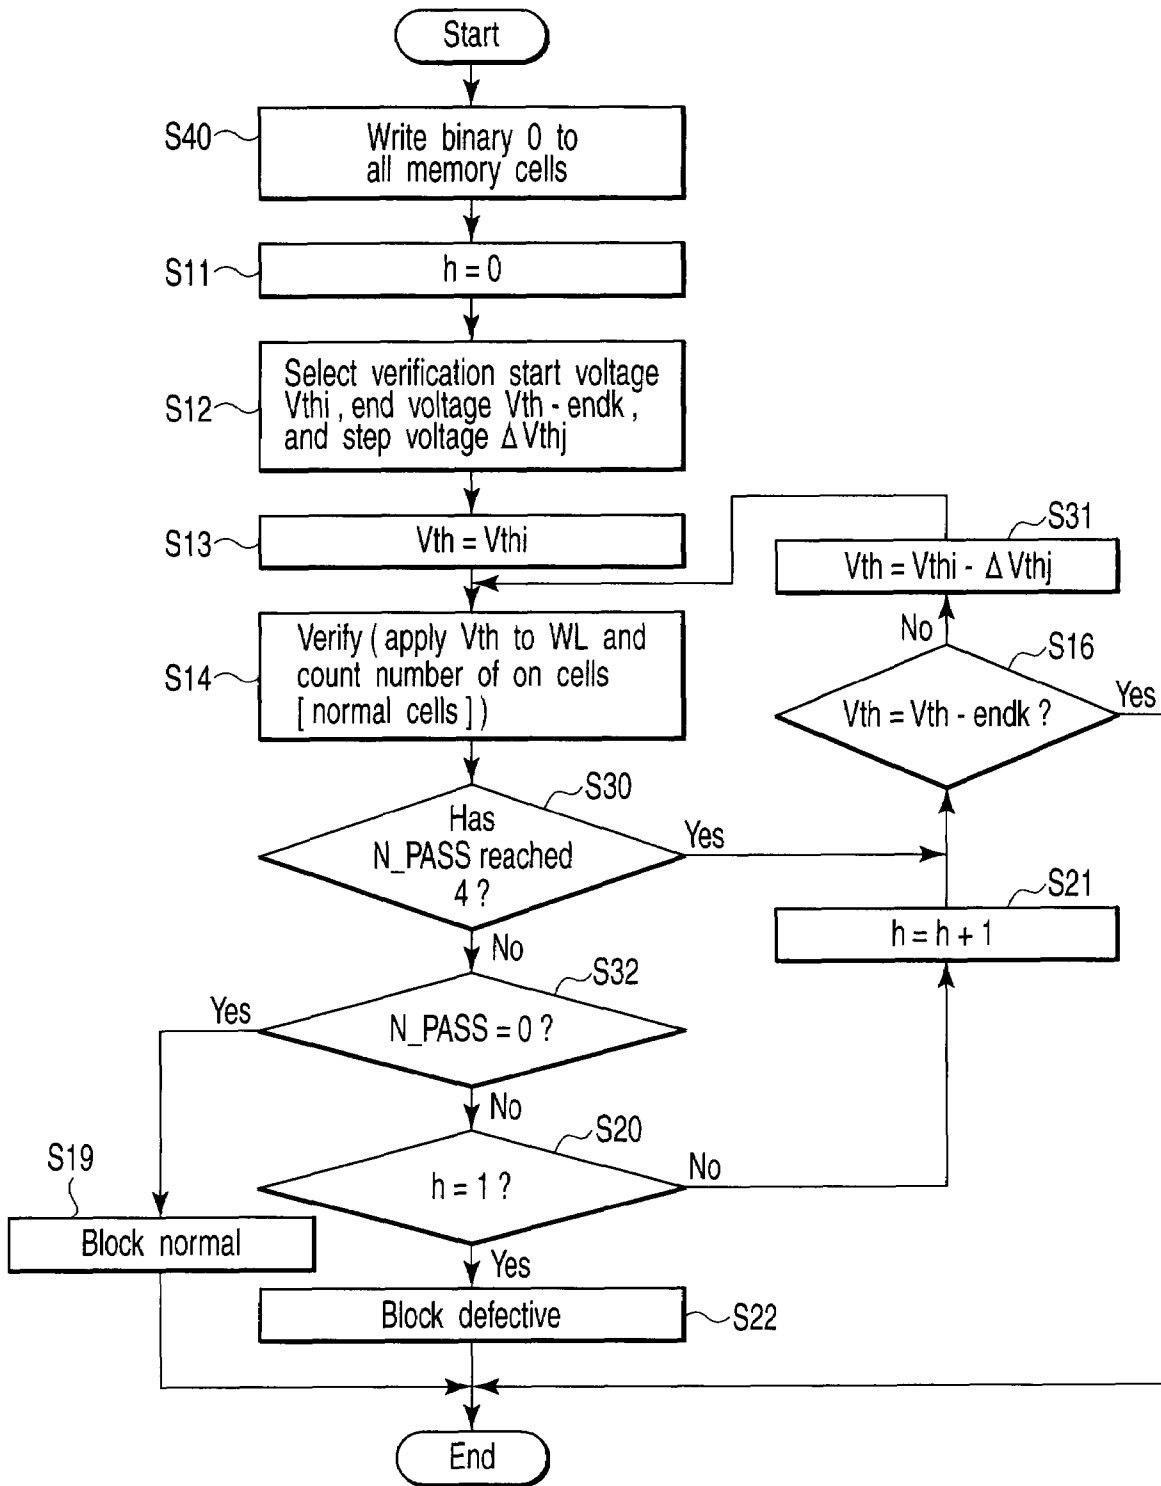 Start
S40
Write binary 0 to
all memory cells
S11
h = 0
S12
Select verification start voltage
Vthi , end voltage Vth - endk ,
and step voltage Δ Vthj
S13
Vth = Vthi
S31
Vth = Vthi - Δ Vthj
No
S16
Vth = Vth - endk ?
Yes
S14
Verify ( apply Vth to WL and
count number of on cells
[ normal cells ] )
S30
Has
N_PASS reached
4 ?
Yes
No
S21
h = h + 1
S32
N_PASS = 0 ?
Yes
No
S20
h = 1 ?
No
Yes
S19
Block normal
Block defective
S22
End